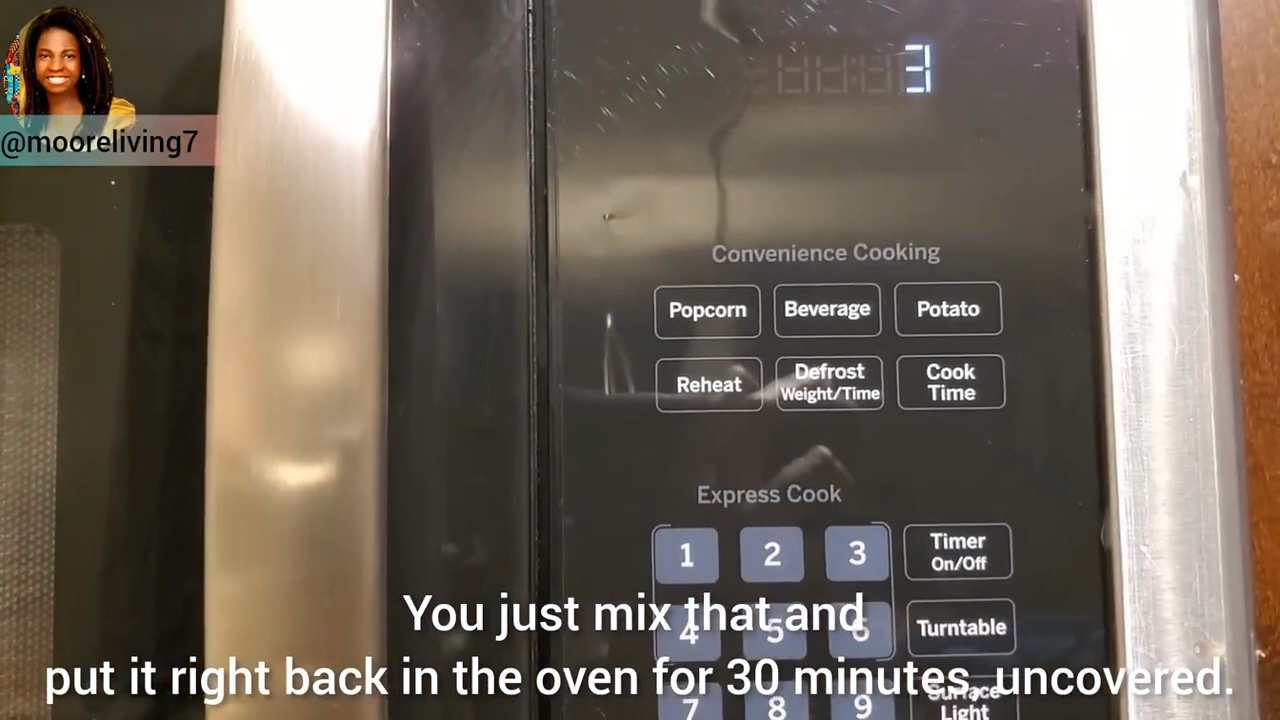 @mooreliving7
3
Convenience Cooking
Popcorn
Beverage
Potato
Reheat
Defrost
Weight/Time
Cook
Time
Express Cook
1
2
3
Timer
On/Off
4
5
6
Turntable
7
8
9
Surface
Light
You just mix that and
put it right back in the oven for 30 minutes, uncovered.